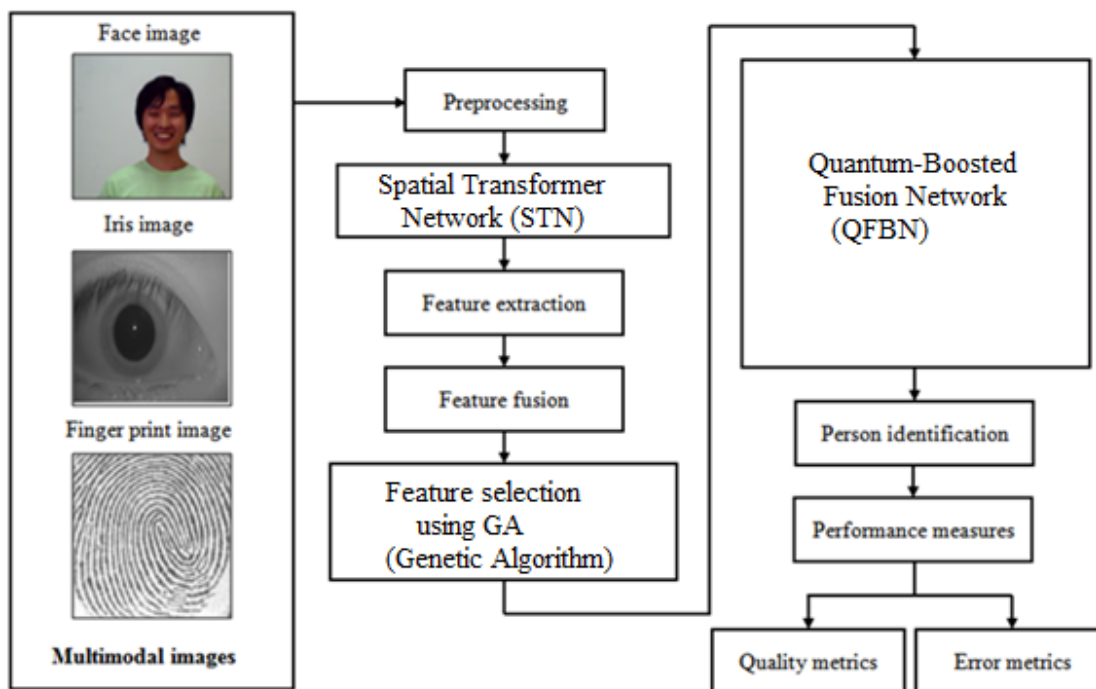 Face image
Iris image
Finger print image
Multimodal images
Preprocessing
Spatial Transformer
Network (STN)
Feature extraction
Feature fusion
Feature selection
using GA
(Genetic Algorithm)
Quantum-Boosted
Fusion Network
(QFBN)
Person identification
Performance measures
Quality metrics
Error metrics